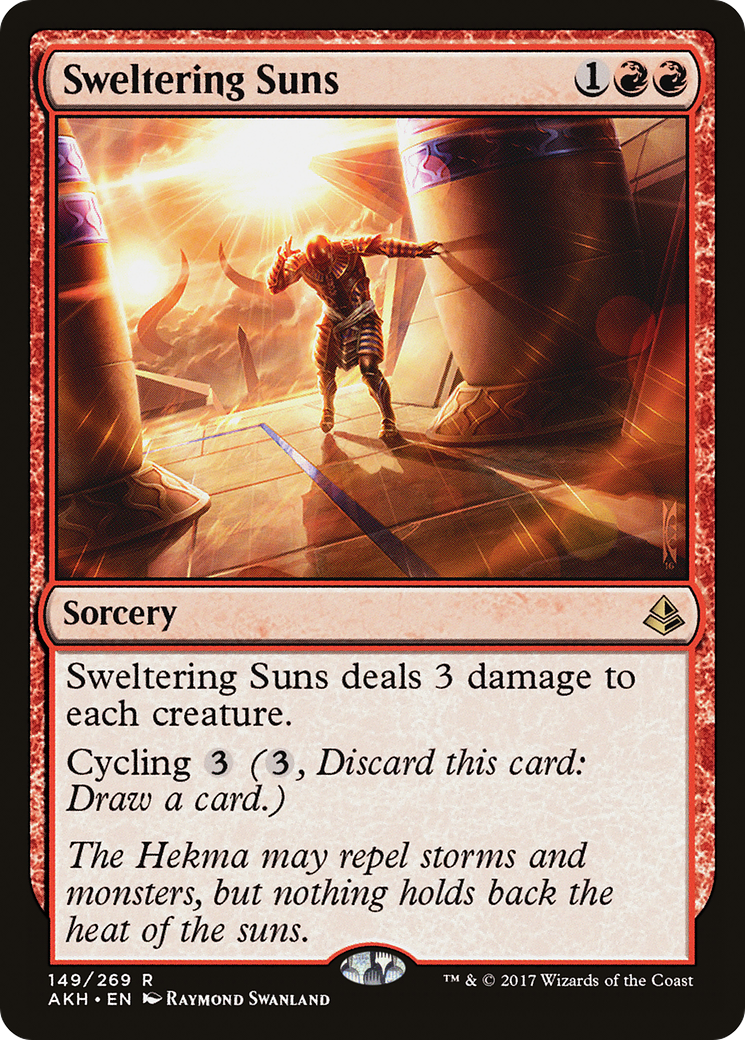 Sweltering Suns 1
Sorcery
Sweltering Suns deals 3 damage to
each creature.
Cycling 3 (3, Discard this card:
Draw a card.)
The Hekma may repel storms and
monsters, but nothing holds back the
heat of the suns.
149/269 R
AKH • EN Raymond Swanland
™ & © 2017 Wizards of the Coast